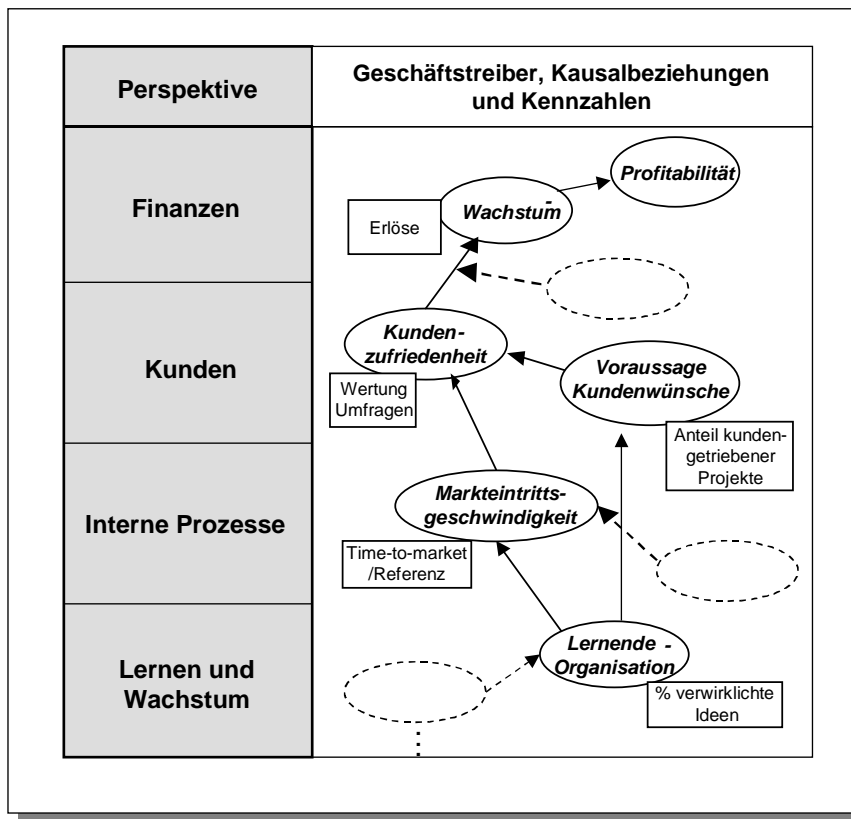 Perspektive
Geschäftstreiber, Kausalbeziehungen
und Kennzahlen
Finanzen
Profitabilität
Wachstum
-
Erlöse
Kunden
Kunden-
zufriedenheit
Wertung
Umfragen
Voraussage
Kundenwünsche
Anteil kunden-
getriebener
Projekte
Interne Prozesse
Markteintritts-
geschwindigkeit
Time-to-market
/Referenz
Lernen und
Wachstum
Lernende -
Organisation
% verwirklichte
Ideen